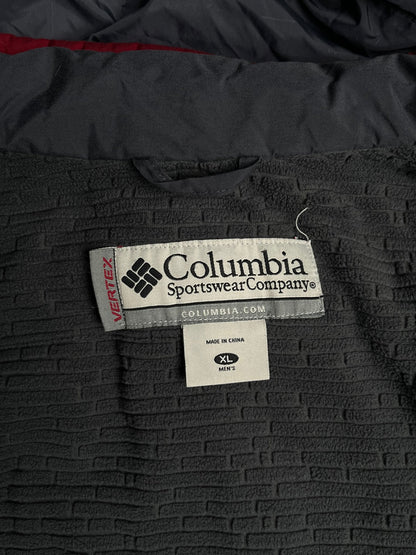 VERTEX
Columbia
Sportswear Company®
COLUMBIA.COM
MADE IN CHINA
XL
MEN'S